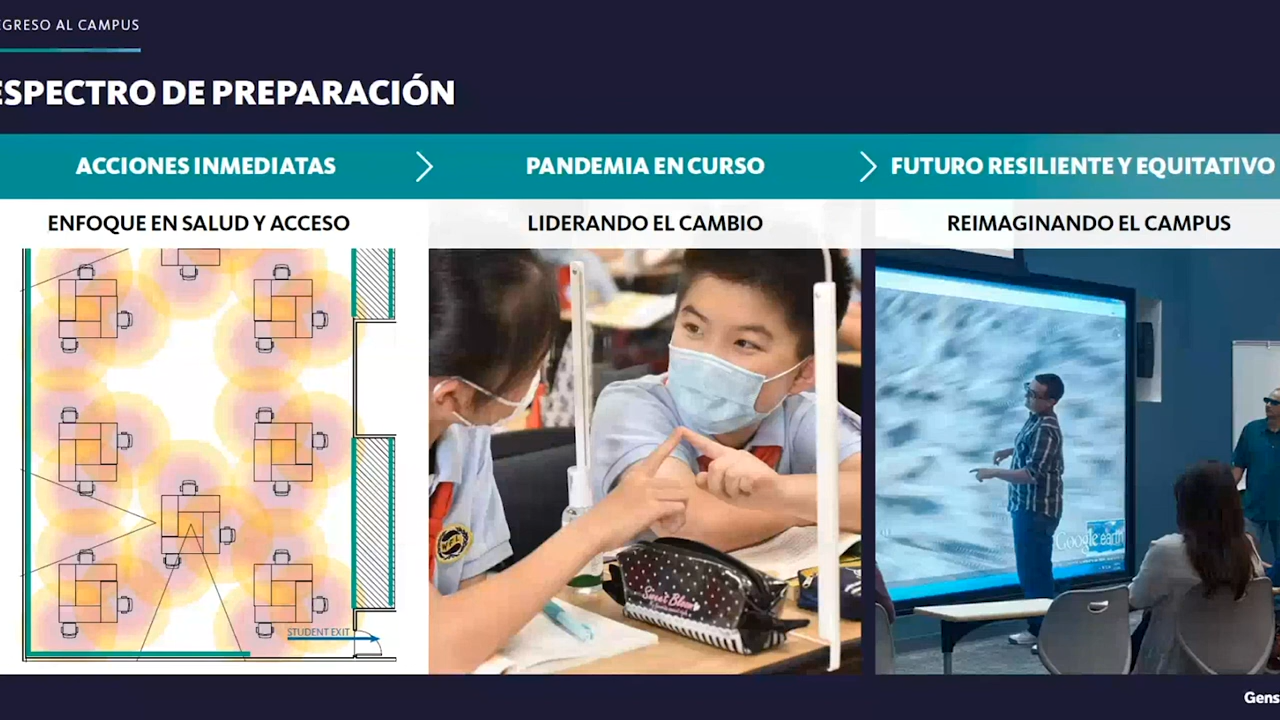 EGRESO AL CAMPUS
ESPECTRO DE PREPARACIÓN
ACCIONES INMEDIATAS
PANDEMIA EN CURSO
FUTURO RESILIENTE Y EQUITATIVO
ENFOQUE EN SALUD Y ACCESO
LIDERANDO EL CAMBIO
REIMAGINANDO EL CAMPUS
Google earth
Sweet Bloom
STUDENT EXIT
Gens